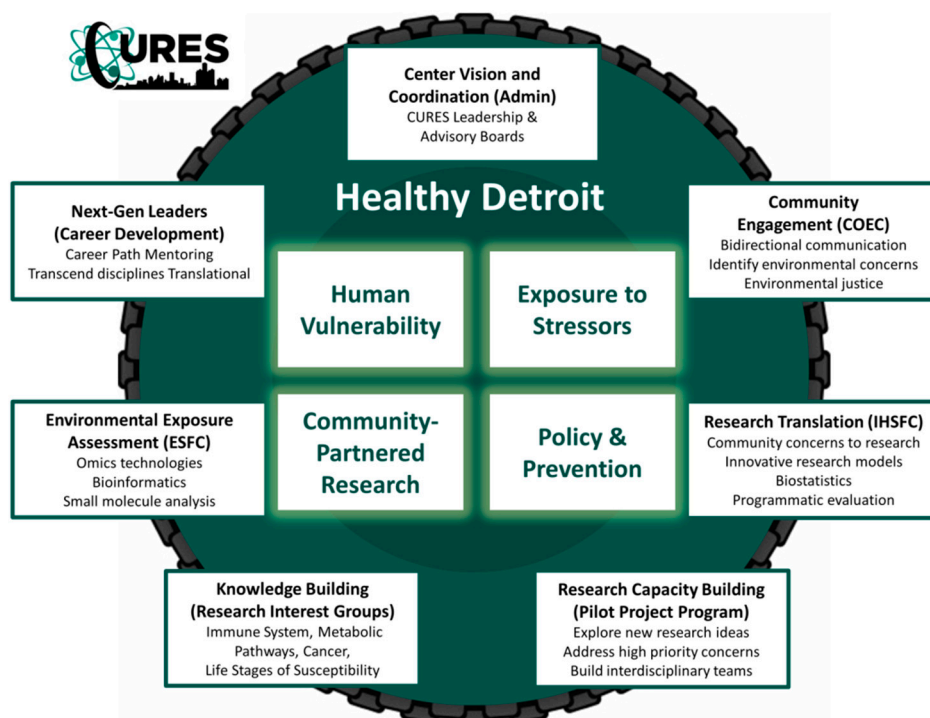 CURES
Center Vision and
Coordination (Admin)
CURES Leadership &
Advisory Boards
Healthy Detroit
Next-Gen Leaders
(Career Development)
Career Path Mentoring
Transcend disciplines Translational
Community
Engagement (COEC)
Bidirectional communication
Identify environmental concerns
Environmental justice
Human
Vulnerability
Exposure to
Stressors
Environmental Exposure
Assessment (ESFC)
Omics technologies
Bioinformatics
Small molecule analysis
Community-
Partnered
Research
Policy &
Prevention
Research Translation (IHSFC)
Community concerns to research
Innovative research models
Biostatistics
Programmatic evaluation
Knowledge Building
(Research Interest Groups)
Immune System, Metabolic
Pathways, Cancer,
Life Stages of Susceptibility
Research Capacity Building
(Pilot Project Program)
Explore new research ideas
Address high priority concerns
Build interdisciplinary teams